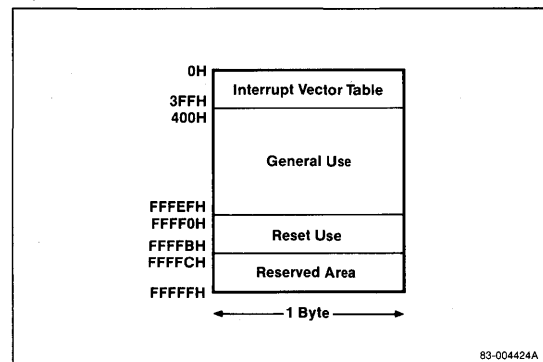 0H
Interrupt Vector Table
3FFH
400H
General Use
FFFEFH
FFFF0H
Reset Use
FFFFBH
FFFFCH
Reserved Area
FFFFFH
1 Byte
83-004424A